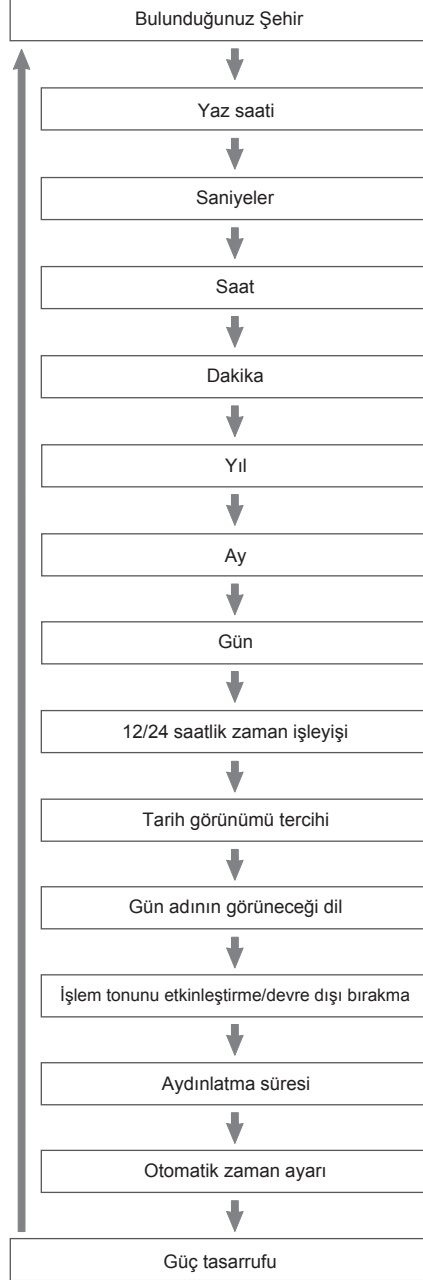 Bulunduğunuz Şehir
Yaz saati
Saniyeler
Saat
Dakika
Yıl
Ay
Gün
12/24 saatlik zaman işleyişi
Tarih görünümü tercihi
Gün adının görüneceği dil
İşlem tonunu etkinleştirme/devre dışı bırakma
Aydınlatma süresi
Otomatik zaman ayarı
Güç tasarrufu